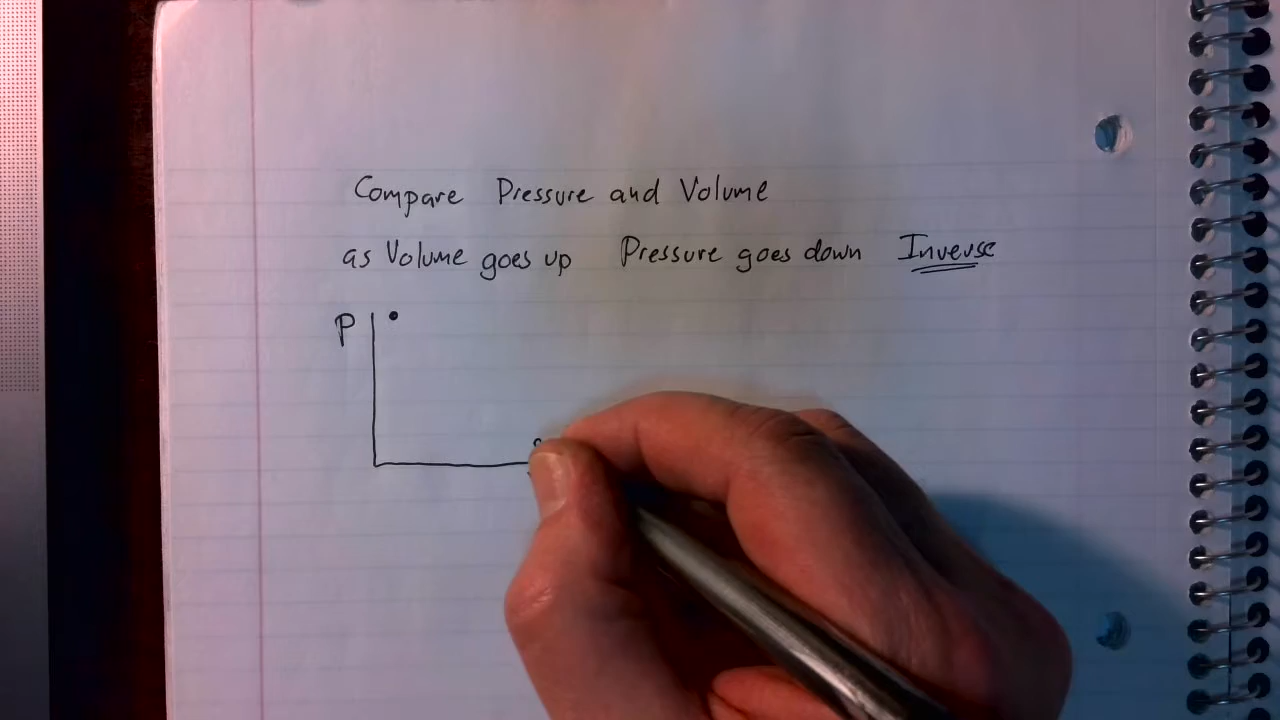 Compare Pressure and Volume
as Volume goes up Pressure goes down Inverse
P